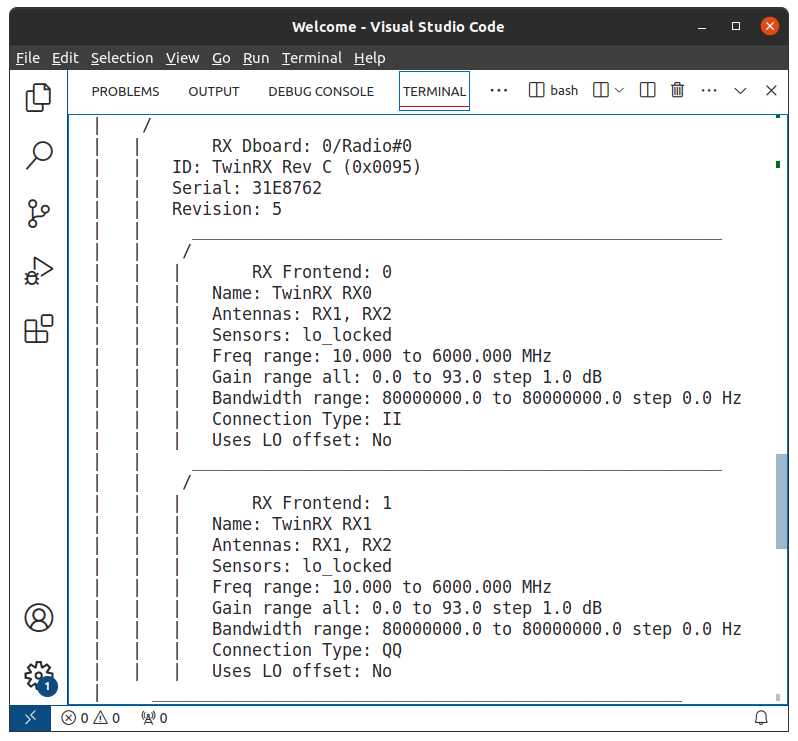 Welcome - Visual Studio Code
File Edit Selection View Go Run Terminal Help
PROBLEMS OUTPUT DEBUG CONSOLE TERMINAL ··· bash ···
| /
| | RX Dboard: 0/Radio#0
| | ID: TwinRX Rev C (0x0095)
| | Serial: 31E8762
| | Revision: 5
| | _____________________________________________________
| | /
| | | RX Frontend: 0
| | | Name: TwinRX RX0
| | | Antennas: RX1, RX2
| | | Sensors: lo_locked
| | | Freq range: 10.000 to 6000.000 MHz
| | | Gain range all: 0.0 to 93.0 step 1.0 dB
| | | Bandwidth range: 80000000.0 to 80000000.0 step 0.0 Hz
| | | Connection Type: II
| | | Uses LO offset: No
| | _____________________________________________________
| | /
| | | RX Frontend: 1
| | | Name: TwinRX RX1
| | | Antennas: RX1, RX2
| | | Sensors: lo_locked
| | | Freq range: 10.000 to 6000.000 MHz
| | | Gain range all: 0.0 to 93.0 step 1.0 dB
| | | Bandwidth range: 80000000.0 to 80000000.0 step 0.0 Hz
| | | Connection Type: QQ
| | | Uses LO offset: No
| _____________________________________________________
1
0 0 0